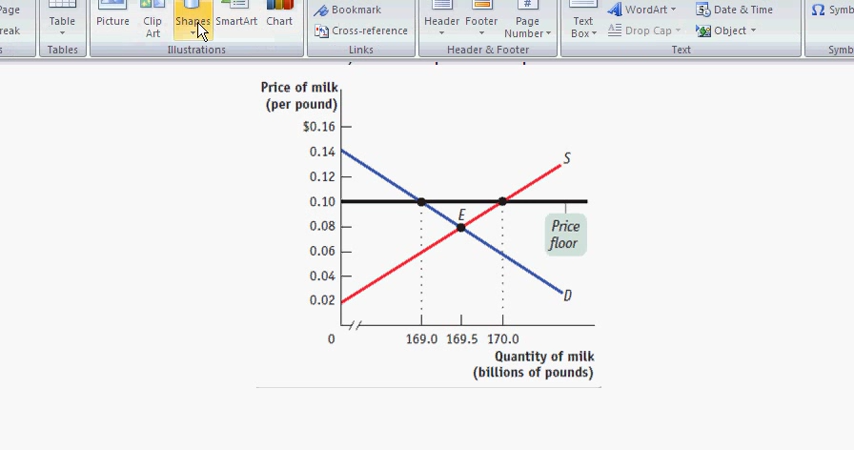 Page
Break
Table
Tables
Picture
Clip
Art
Shapes
SmartArt
Chart
Illustrations
Bookmark
Cross-reference
Links
Header
Footer
Page
Number
Header & Footer
Text
Box
WordArt
Drop Cap
Date & Time
Object
Text
Symb
Symb
Price of milk
(per pound)
$0.16
0.14
0.12
0.10
0.08
0.06
0.04
0.02
0
S
E
Price
floor
D
169.0 169.5 170.0
Quantity of milk
(billions of pounds)